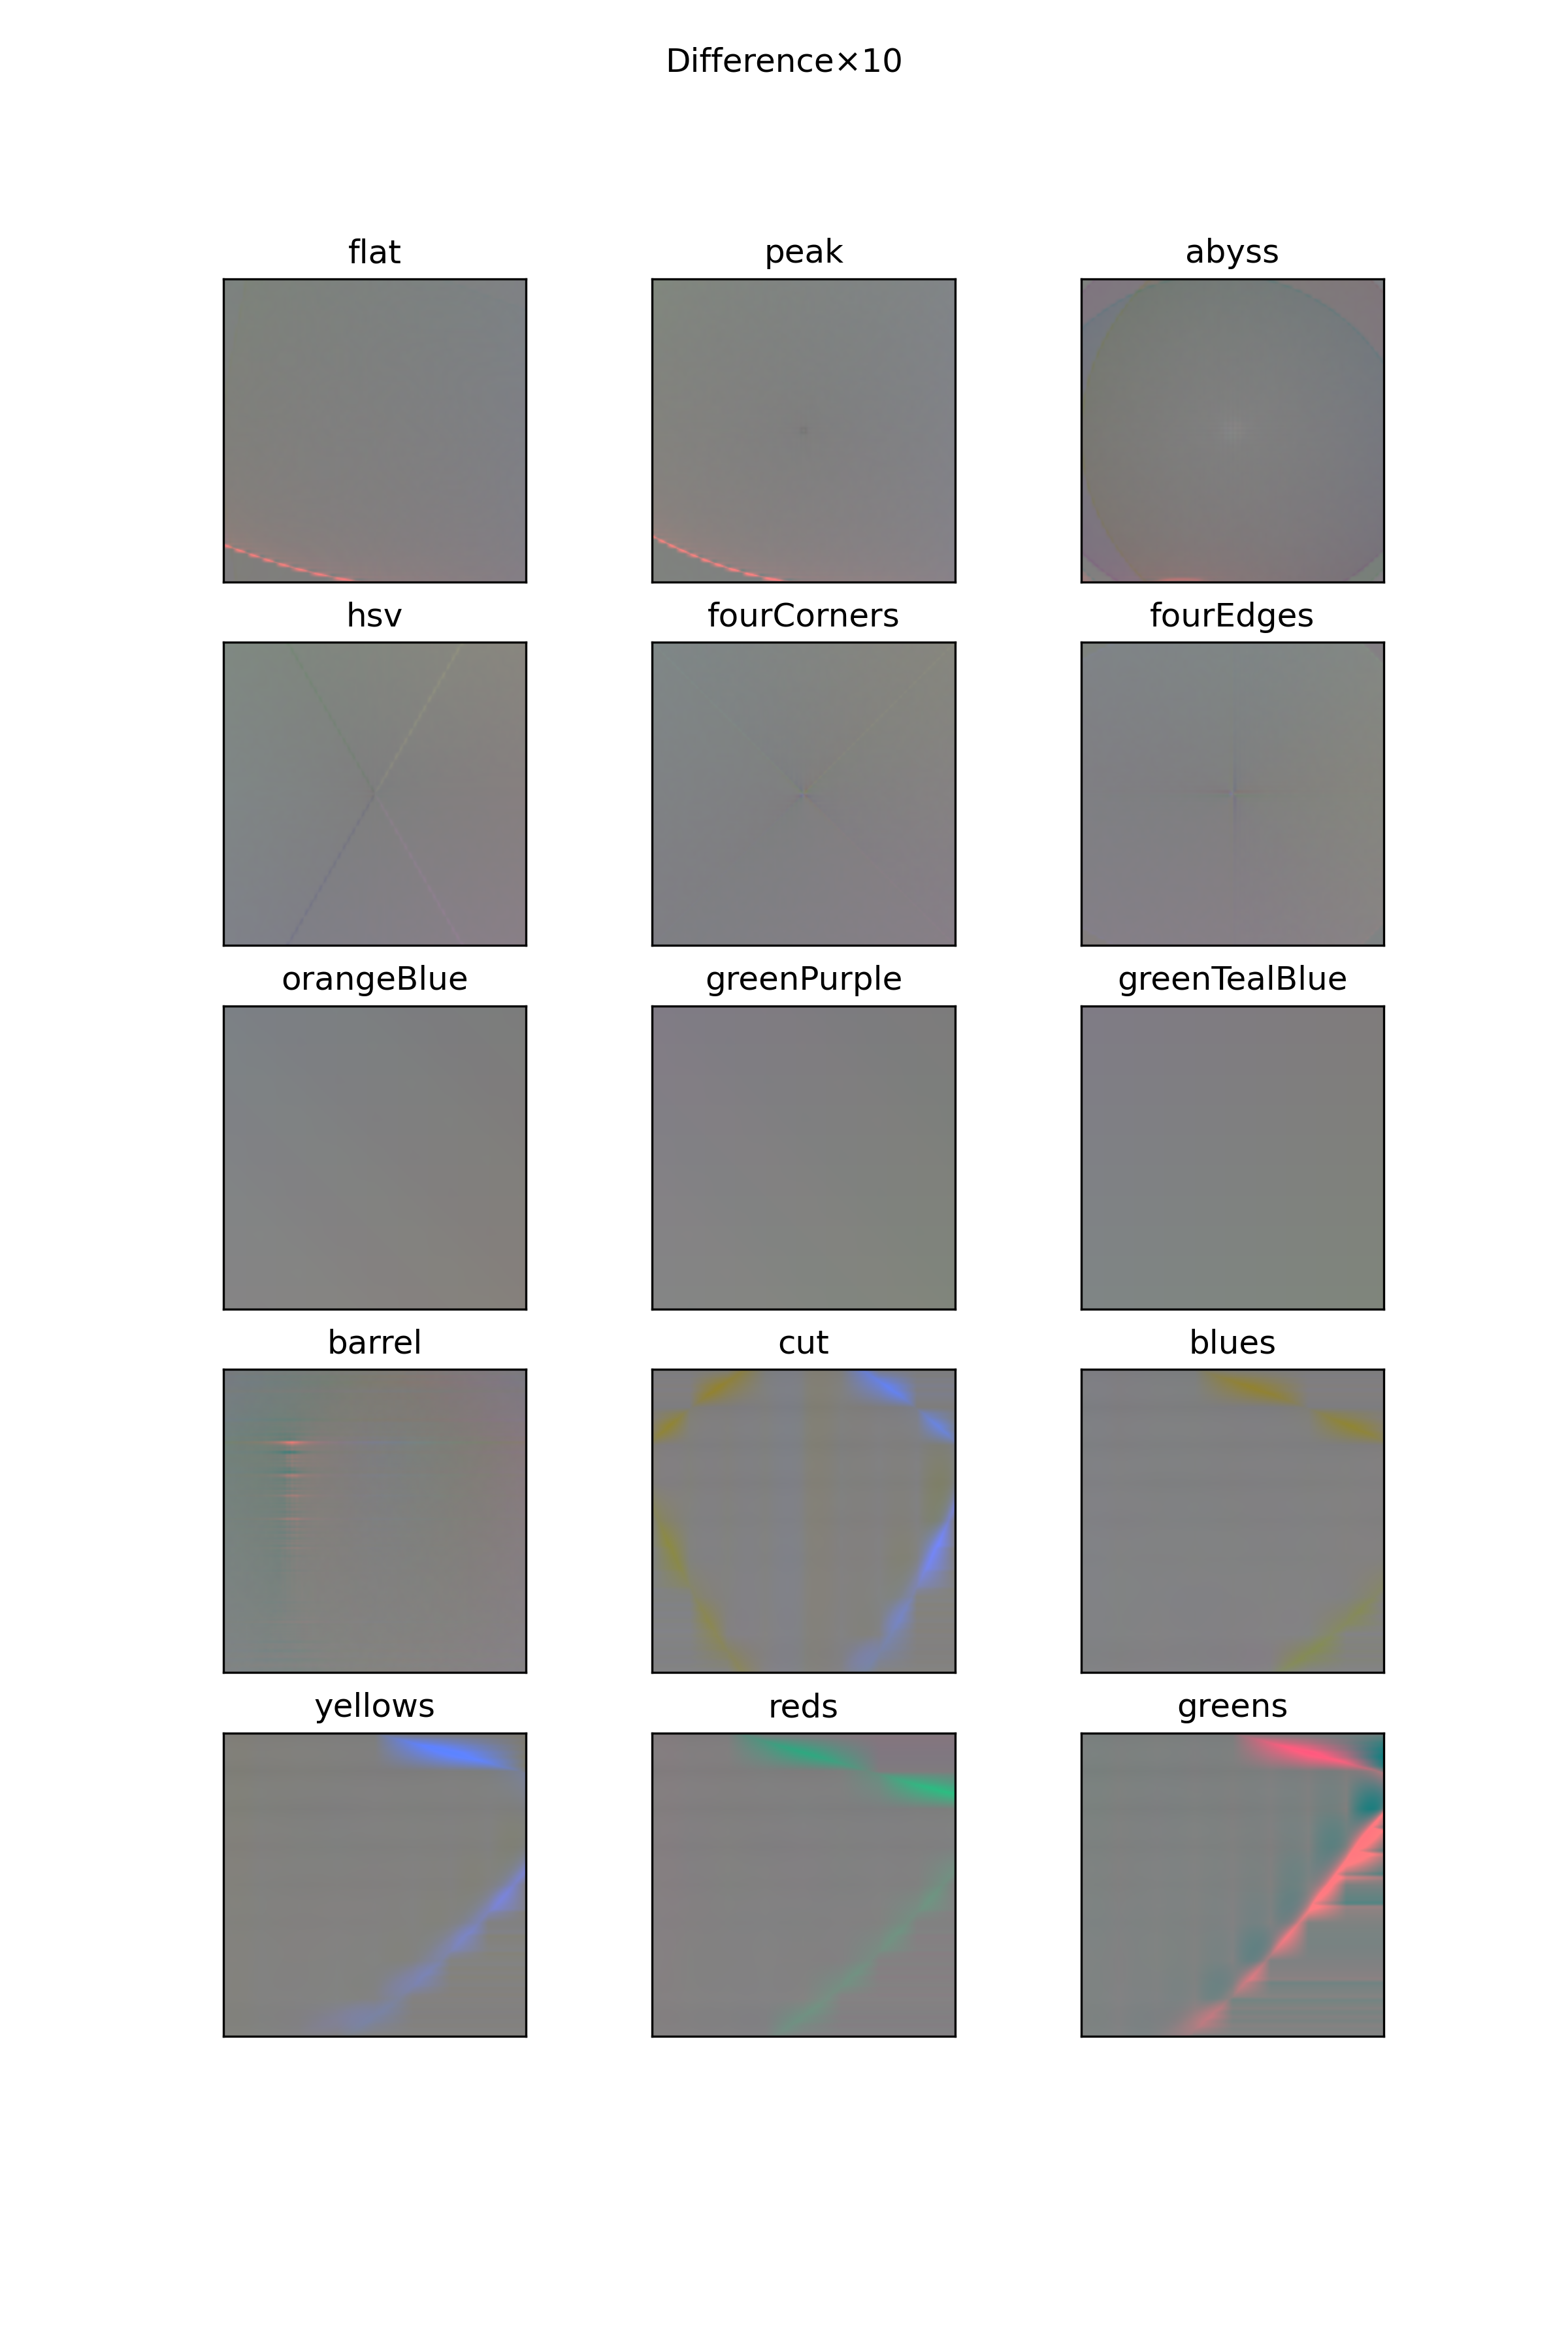 Difference×10
flat peak abyss
hsv fourCorners fourEdges
orangeBlue greenPurple greenTealBlue
barrel cut blues
yellows reds greens